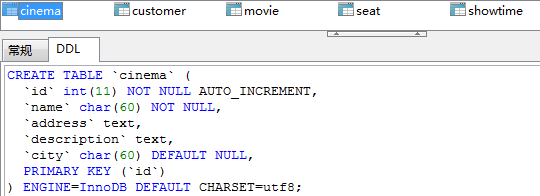 cinema customer movie seat showtime
常规 DDL
CREATE TABLE `cinema` (
  `id` int(11) NOT NULL AUTO_INCREMENT,
  `name` char(60) NOT NULL,
  `address` text,
  `description` text,
  `city` char(60) DEFAULT NULL,
  PRIMARY KEY (`id`)
) ENGINE=InnoDB DEFAULT CHARSET=utf8;